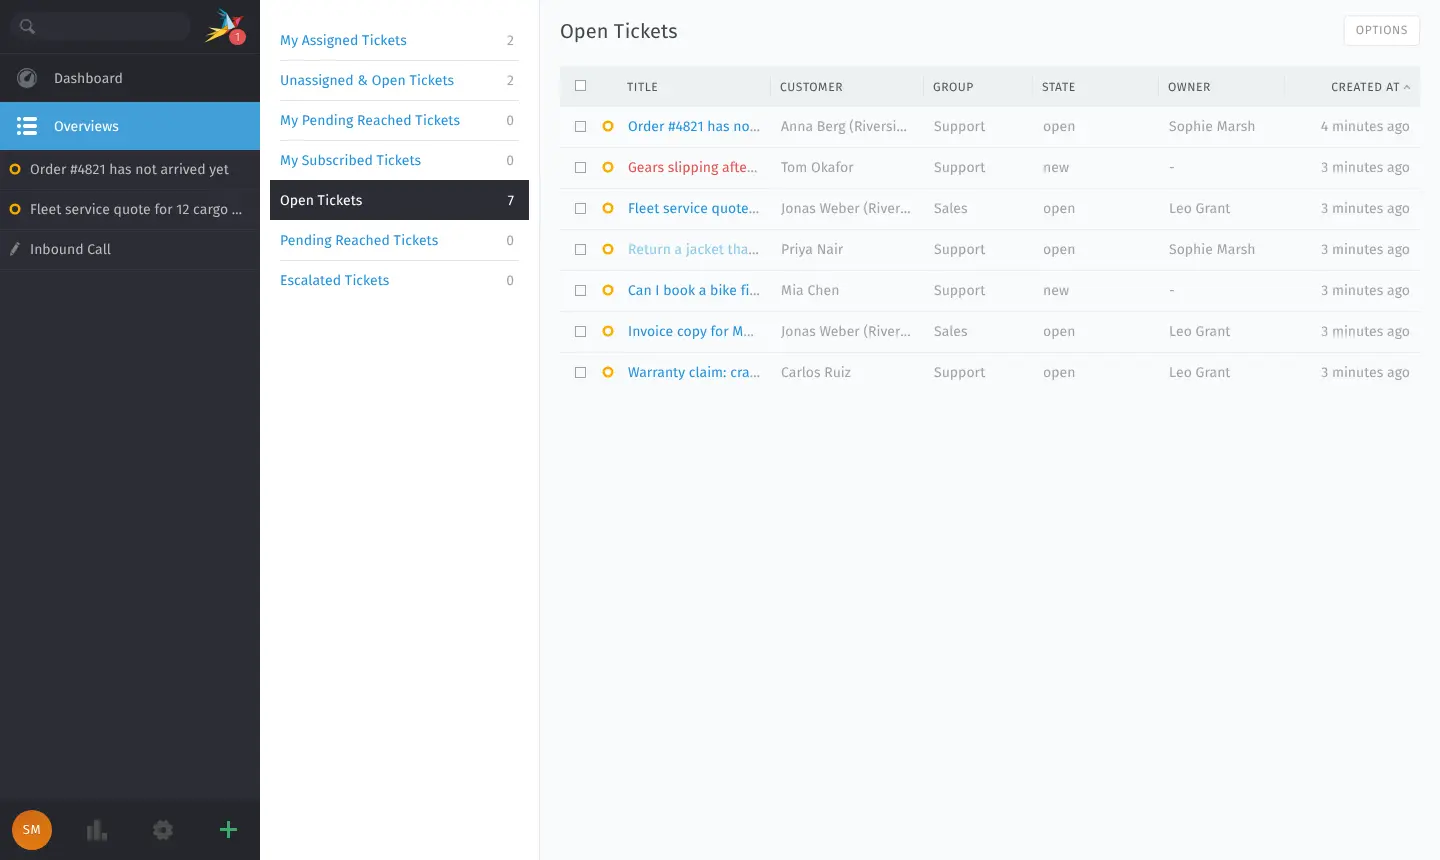 1
Dashboard
Overviews
Order #4821 has not arrived yet
Fleet service quote for 12 cargo ...
Inbound Call
SM
My Assigned Tickets 2
Unassigned & Open Tickets 2
My Pending Reached Tickets 0
My Subscribed Tickets 0
Open Tickets 7
Pending Reached Tickets 0
Escalated Tickets 0
Open Tickets
OPTIONS
TITLE CUSTOMER GROUP STATE OWNER CREATED AT
Order #4821 has no... Anna Berg (Riversi... Support open Sophie Marsh 4 minutes ago
Gears slipping afte... Tom Okafor Support new - 3 minutes ago
Fleet service quote... Jonas Weber (River... Sales open Leo Grant 3 minutes ago
Return a jacket tha... Priya Nair Support open Sophie Marsh 3 minutes ago
Can I book a bike fi... Mia Chen Support new - 3 minutes ago
Invoice copy for M... Jonas Weber (River... Sales open Leo Grant 3 minutes ago
Warranty claim: cra... Carlos Ruiz Support open Leo Grant 3 minutes ago